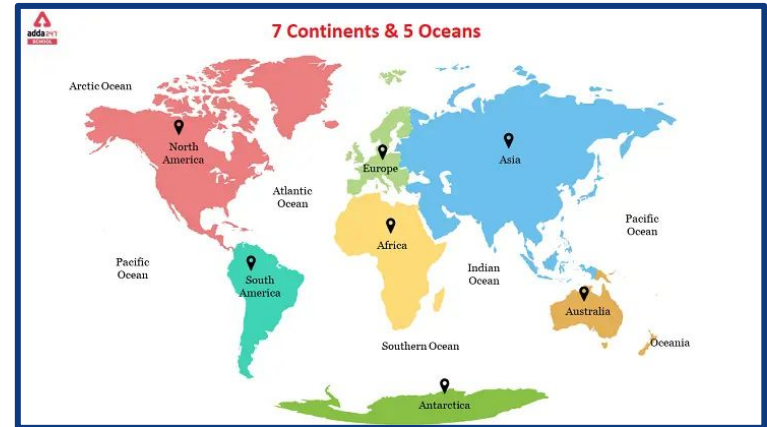 adda247
SCHOOL
7 Continents & 5 Oceans
Arctic Ocean
North
America
Europe
Asia
Atlantic
Ocean
Africa
Pacific
Ocean
Pacific
Ocean
South
America
Indian
Ocean
Australia
Southern Ocean
Oceania
Antarctica